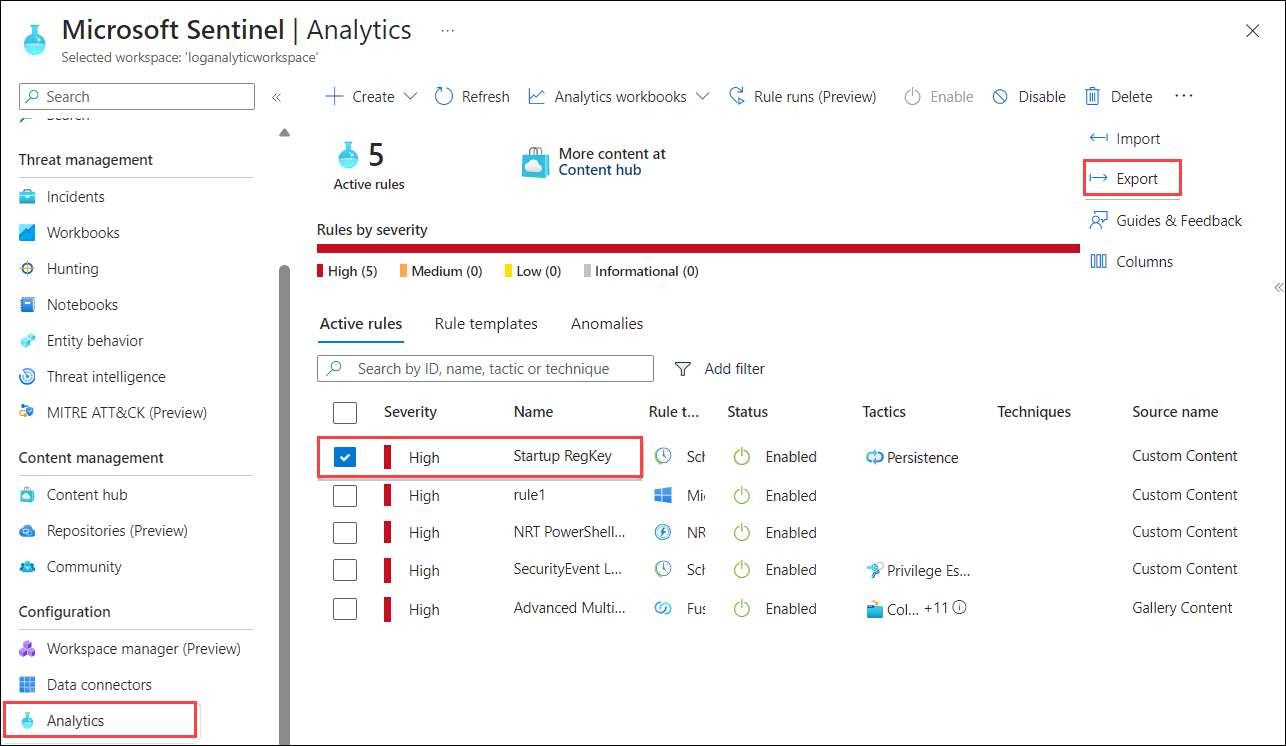 Microsoft Sentinel | Analytics ...
Selected workspace: 'loganalyticworkspace'
Search
Create Refresh Analytics workbooks Rule runs (Preview) Enable Disable Delete ...
Import
Export
Guides & Feedback
Columns
Search
Threat management
Incidents
Workbooks
Hunting
Notebooks
Entity behavior
Threat intelligence
MITRE ATT&CK (Preview)
Content management
Content hub
Repositories (Preview)
Community
Configuration
Workspace manager (Preview)
Data connectors
Analytics
5
Active rules
More content at
Content hub
Rules by severity
High (5) Medium (0) Low (0) Informational (0)
Active rules Rule templates Anomalies
Search by ID, name, tactic or technique Add filter
Severity Name Rule t... Status Tactics Techniques Source name
High Startup RegKey Sch Enabled Persistence Custom Content
High rule1 Mic Enabled Custom Content
High NRT PowerShell... NR Enabled Custom Content
High SecurityEvent L... Sch Enabled Privilege Es... Custom Content
High Advanced Multi... Fus Enabled Col... +11 Gallery Content